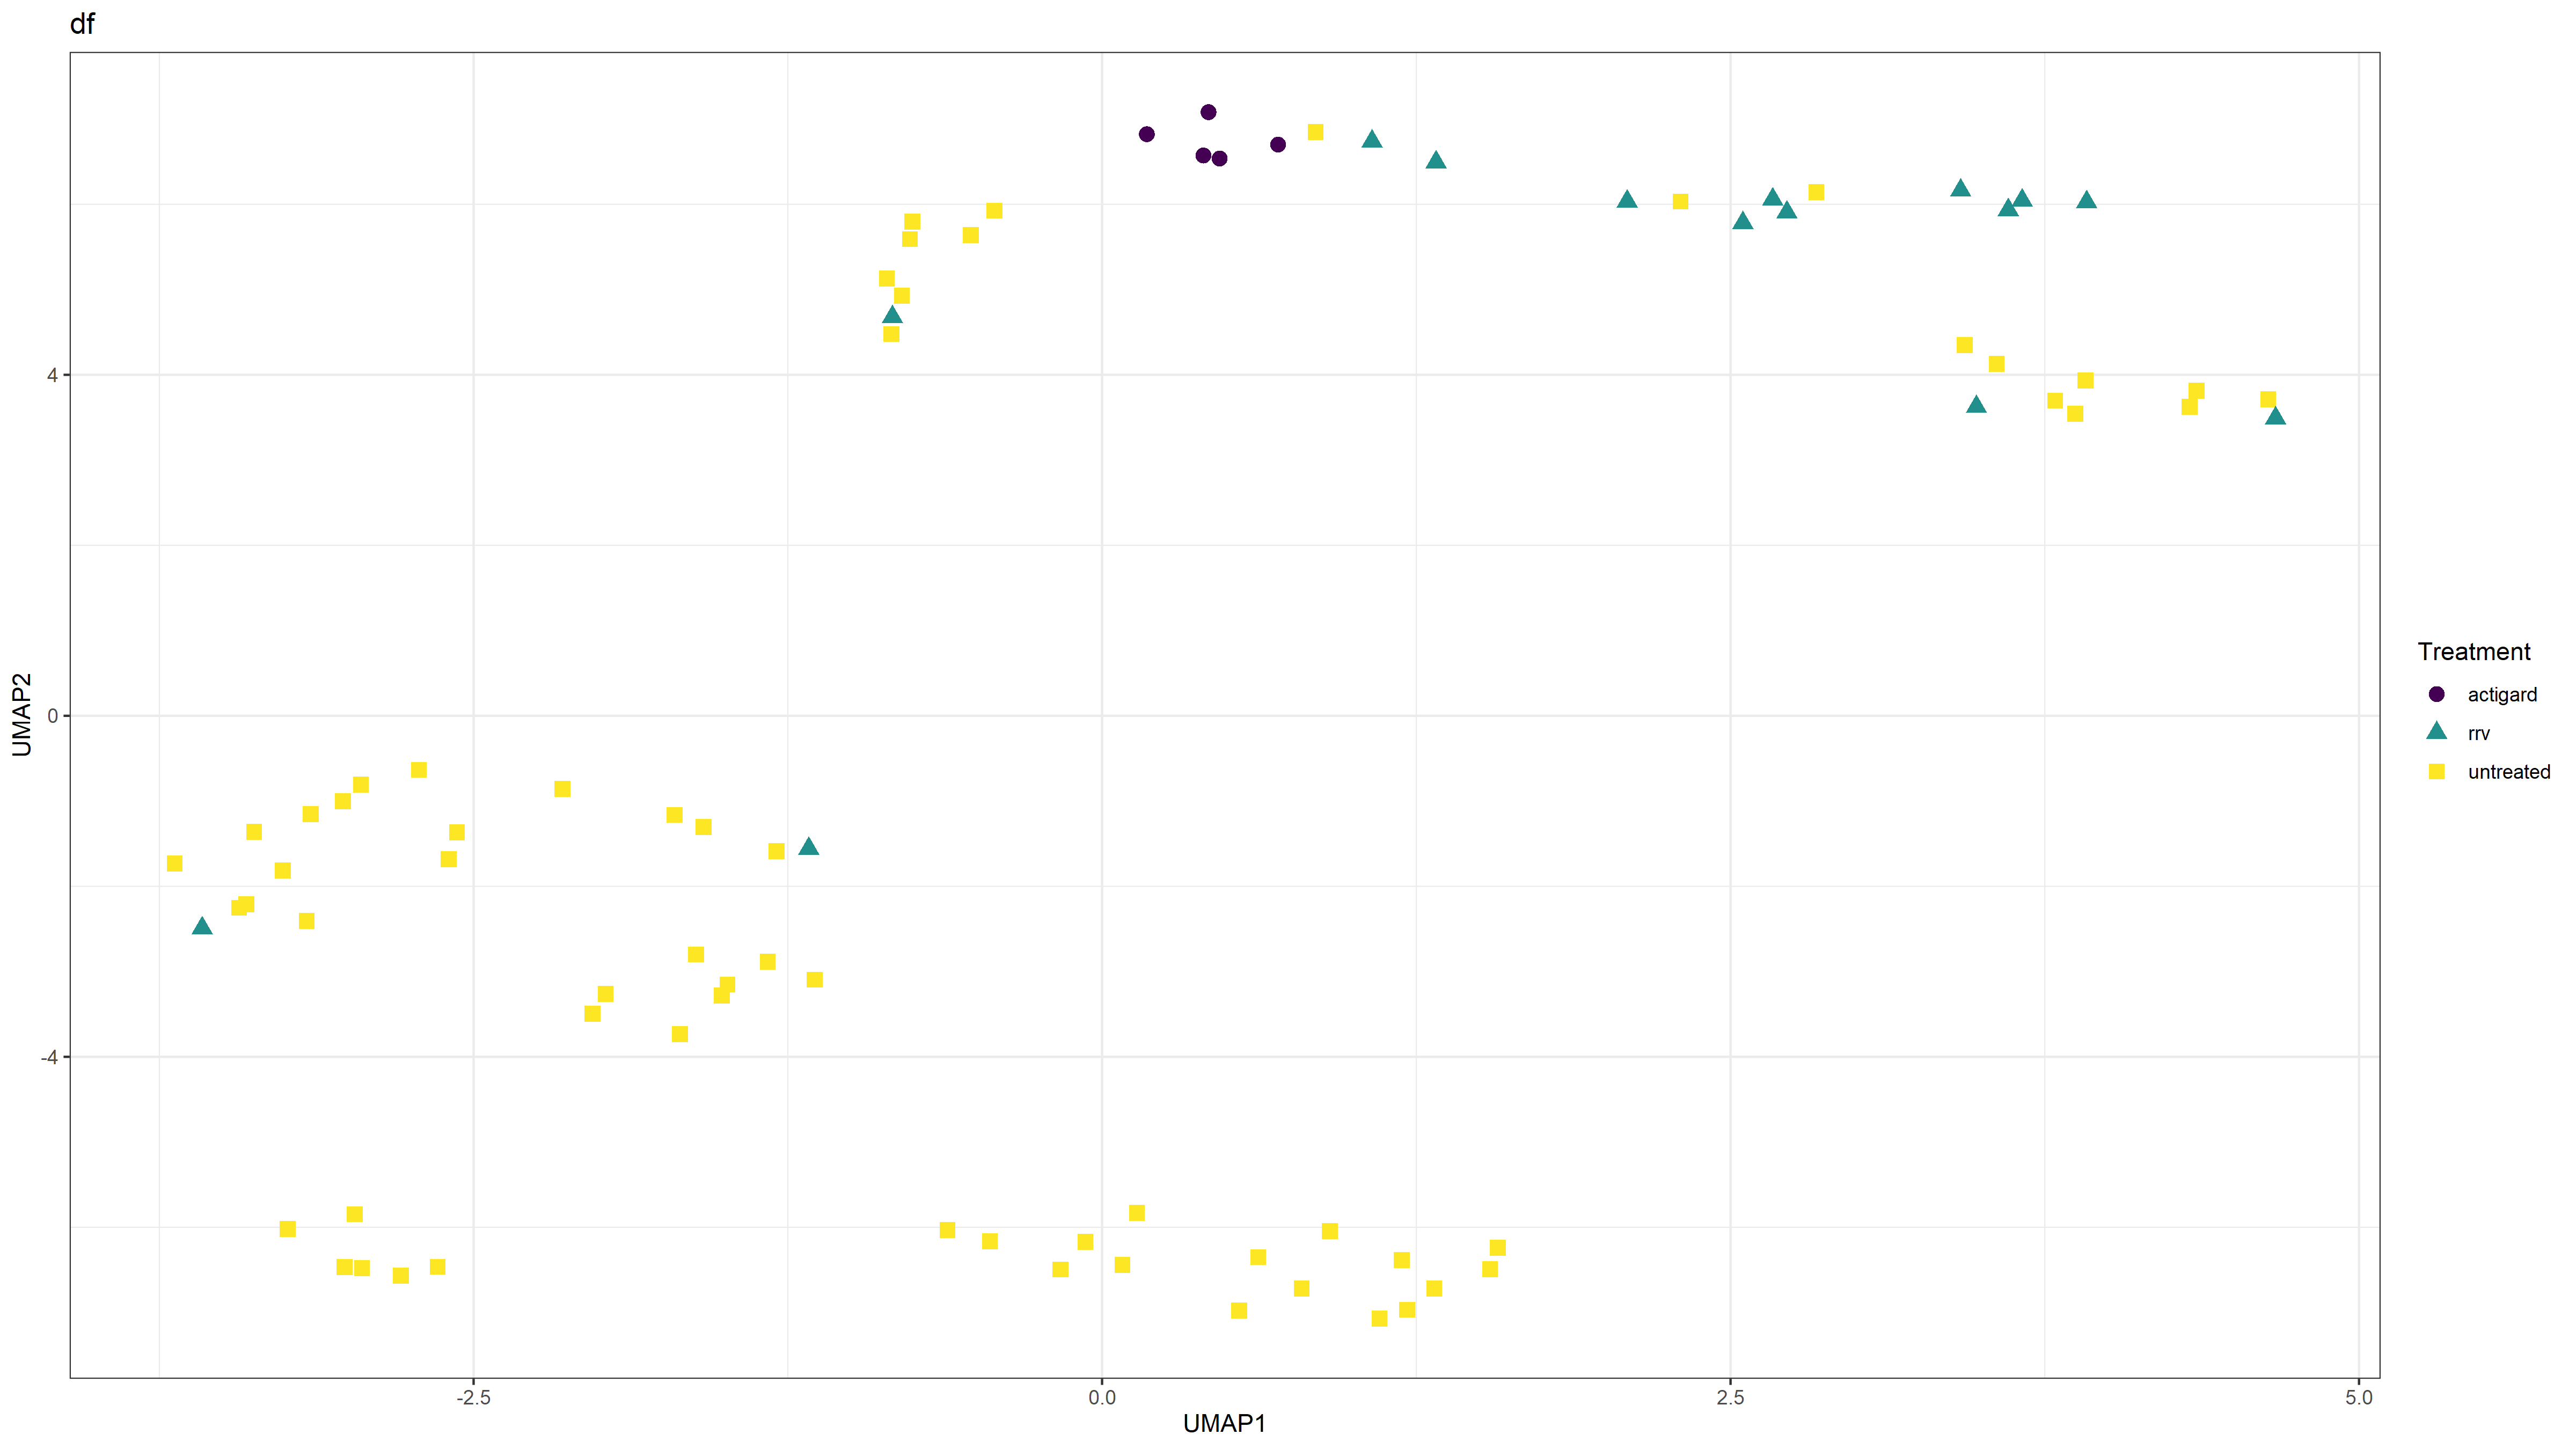 df
UMAP2
4
0
-4
-2.5
0.0
2.5
5.0
UMAP1
Treatment
actigard
rrv
untreated